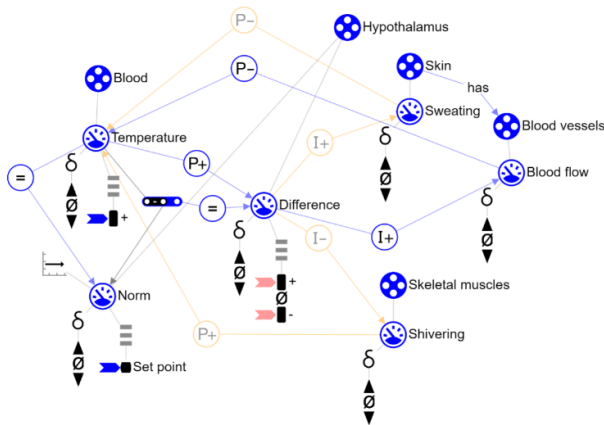 P-
Hypothalamus
P-
Skin
Blood
has
Sweating
Temperature
I+
Blood vessels
δ
δ
P+
Blood flow
=
δ
Ø
Ø
+
=
Difference
Ø
δ
I+
I-
Ø
+
Ø
-
Norm
Skeletal muscles
δ
P+
Shivering
Ø
Set point
δ
Ø